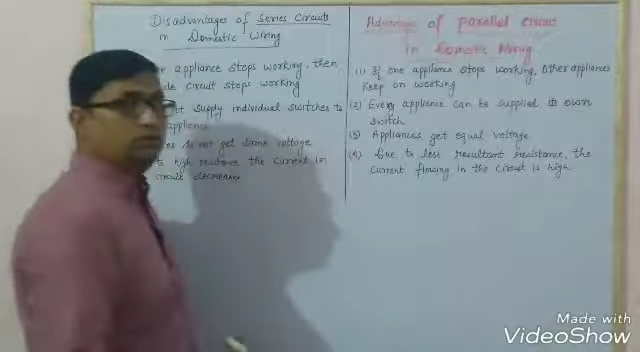 Disadvantages of Series Circuits
in Domestic Wiring
appliance stops working, then
circuit stops working
supply individual switches to
appliance
do not get same voltage
high resistance the current in
circuit decreases
Advantage of parallel Circuit
in Domestic Wiring
(1) If one appliance stops working, Other appliances
Keep on working
(2) Every appliance can be supplied its own
switch
(3) Appliances get equal voltage
(4) Due to less resultant resistance, the
current flowing in the circuit is high
Made with
VideoShow